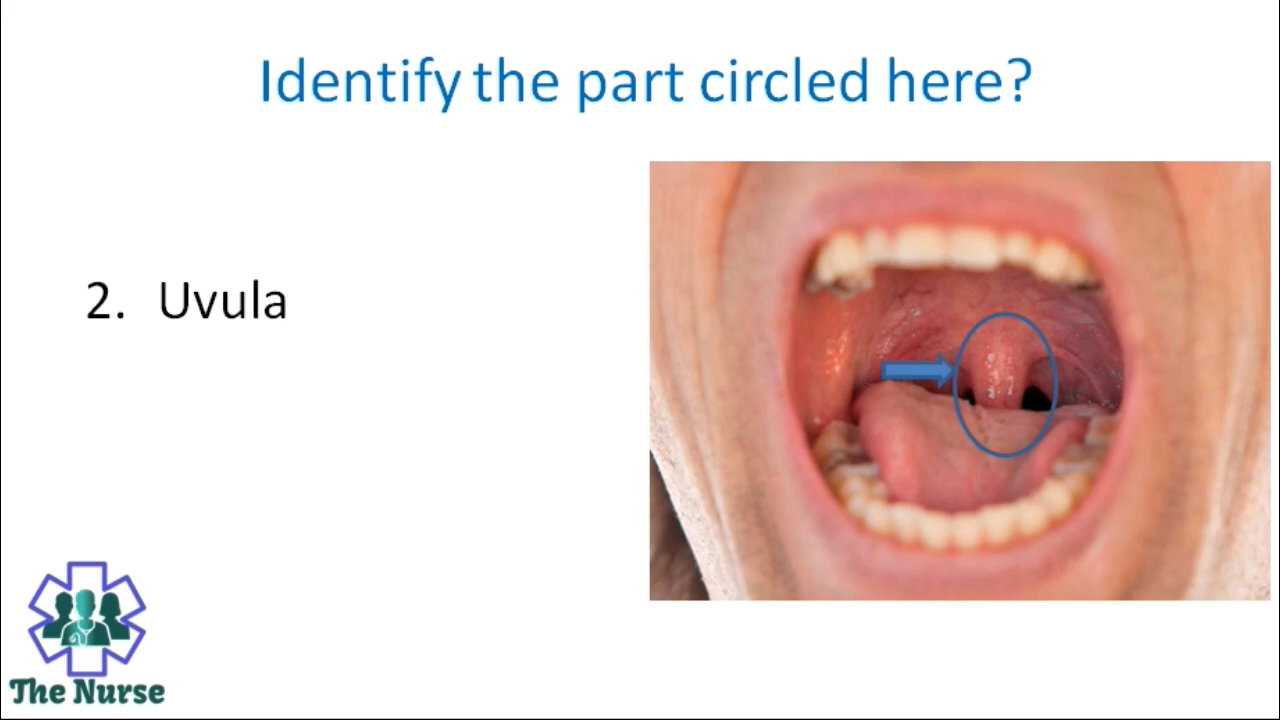 Identify the part circled here?
2. Uvula
The Nurse